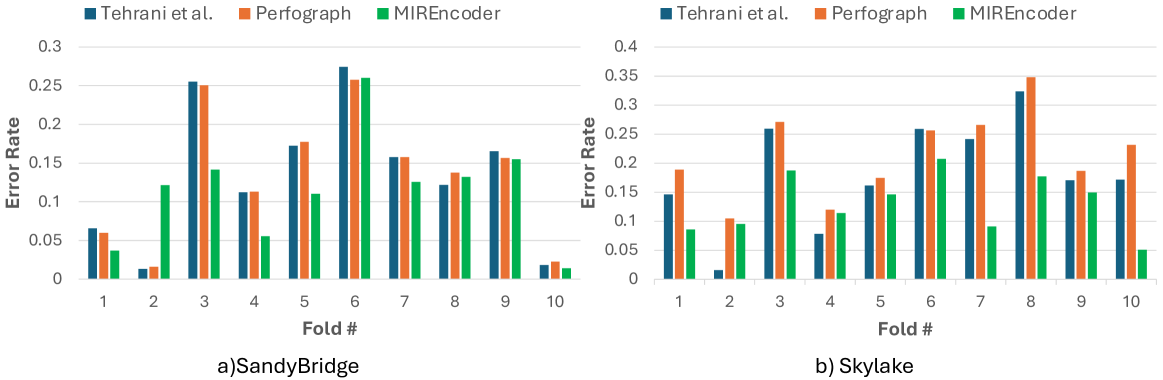 Tehrani et al. Perfograph MIREncoder
0.3
0.25
0.2
0.15
0.1
0.05
0
Error Rate
1 2 3 4 5 6 7 8 9 10
Fold #
a)SandyBridge
Tehrani et al. Perfograph MIREncoder
0.4
0.35
0.3
0.25
0.2
0.15
0.1
0.05
0
Error Rate
1 2 3 4 5 6 7 8 9 10
Fold #
b) Skylake